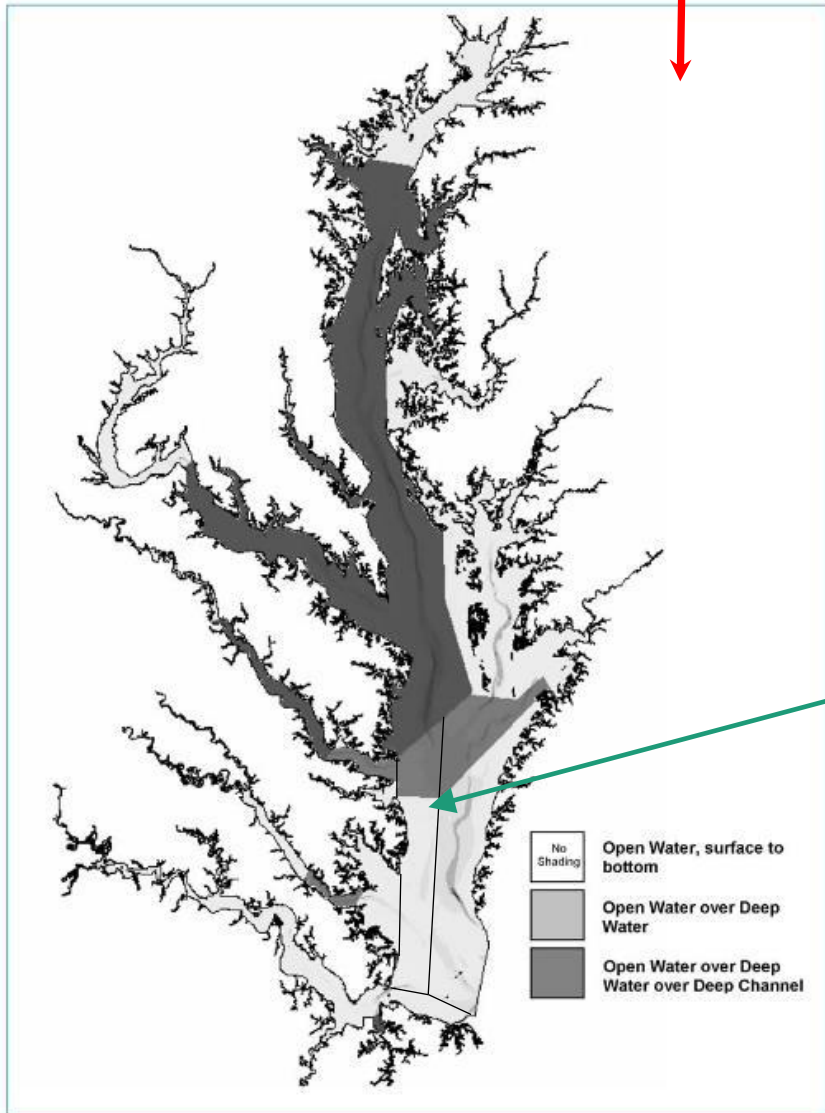 No
Shading
Open Water, surface to
bottom
Open Water over Deep
Water
Open Water over Deep
Water over Deep Channel